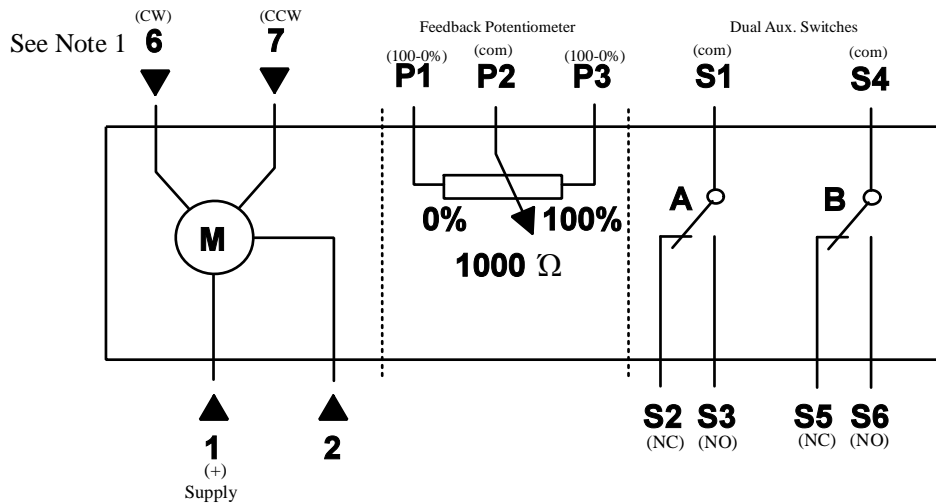 (CW) (CCW Feedback Potentiometer Dual Aux. Switches
See Note 1 6 7 (100-0%) (com) (100-0%) (com) (com)
P1 P2 P3 S1 S4
M 0% 100% A B
1000 Ώ
1 2 S2 S3 S5 S6
(+) (NC) (NO) (NC) (NO)
Supply